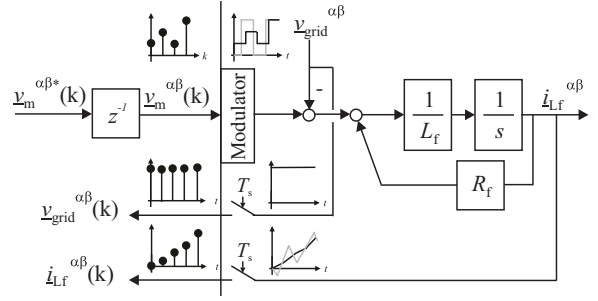 k
t
v_grid^αβ
-
v_m^αβ*(k)
z^-1
v_m^αβ(k)
Modulator
1/L_f
1/s
i_Lf^αβ
R_f
t
T_s
t
v_grid^αβ(k)
t
T_s
t
i_Lf^αβ(k)